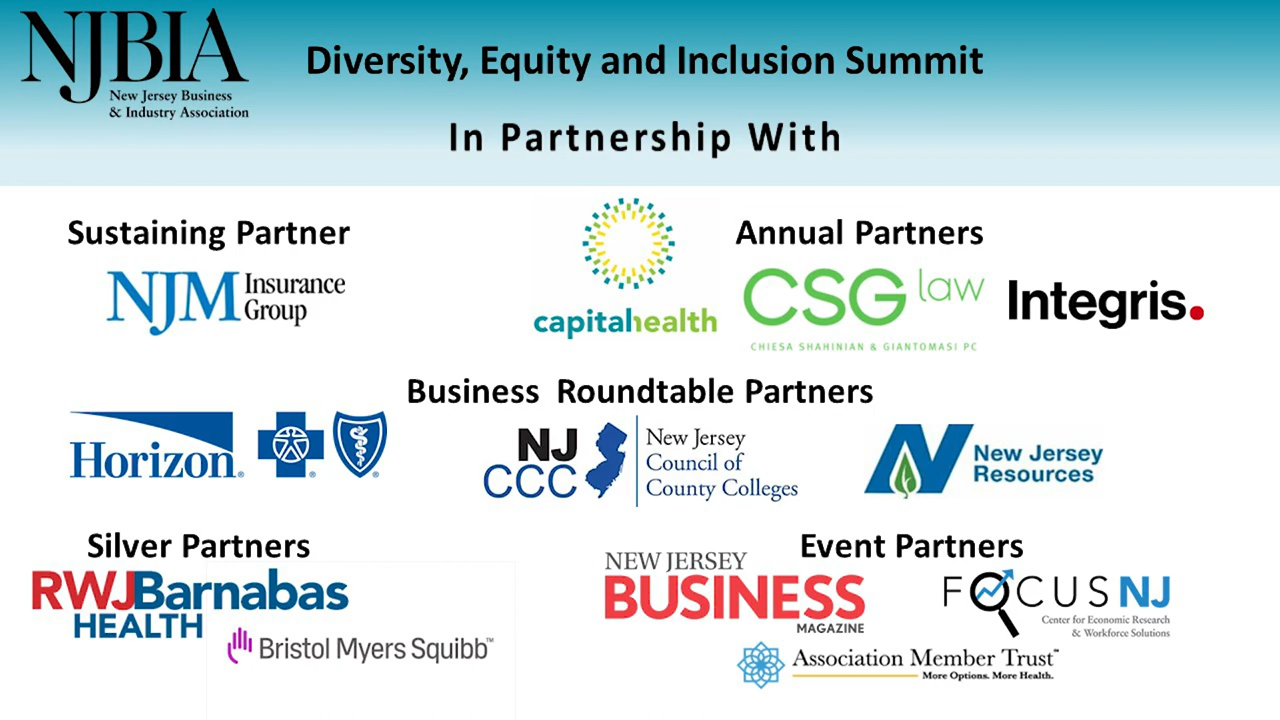 NJBIA
New Jersey Business
& Industry Association
Diversity, Equity and Inclusion Summit
In Partnership With
Sustaining Partner
NJM Insurance
Group
capitalhealth
Annual Partners
CSG law
CHIESA SHAHINIAN & GIANTOMASI PC
Integris.
Business Roundtable Partners
Horizon®
®
®
NJ
CCC
New Jersey
Council of
County Colleges
New Jersey
Resources
Silver Partners
RWJBarnabas
HEALTH
Bristol Myers Squibb™
Event Partners
NEW JERSEY
BUSINESS
MAGAZINE
FOCUS NJ
Center for Economic Research
& Workforce Solutions
Association Member Trust™
More Options. More Health.